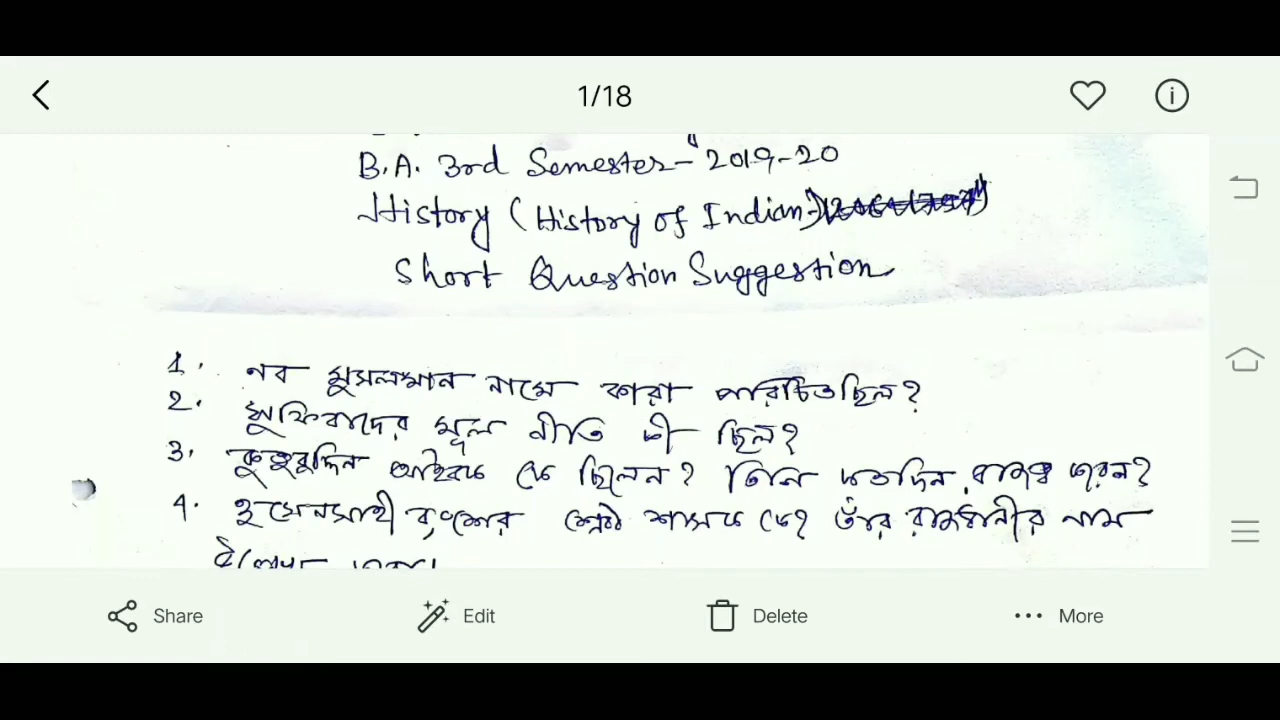 1/18
B.A. 3rd Semester - 2019-20
History (History of Indian)
Short Question Suggestion
1. নব মুসলমান নামে কারা পরিচিত ছিল?
2. সুফিবাদের মূল নীতি কী ছিল?
3. কুতুবুদ্দিন আইবক কে ছিলেন? তিনি কতদিন রাজত্ব করেন?
4. হুসেনসাহী বংশের শ্রেষ্ঠ শাসক কে? তাঁর রাজধানীর নাম
Share Edit Delete More